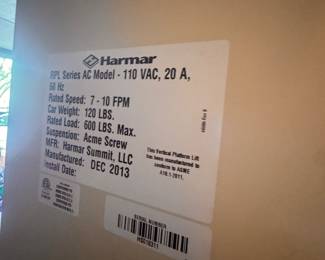 Harmar
RPL Series AC Model - 110 VAC, 20 A,
60 Hz
Rated Speed: 7 - 10 FPM
Car Weight: 120 LBS.
Rated Load: 600 LBS. Max.
Suspension: Acme Screw
MFR: Harmar Summit, LLC
Manufactured: DEC 2013
Install Date:
This Vertical Platform Lift
has been manufactured to
conform to ASME
A18.1-2011.
SERIAL NUMBER